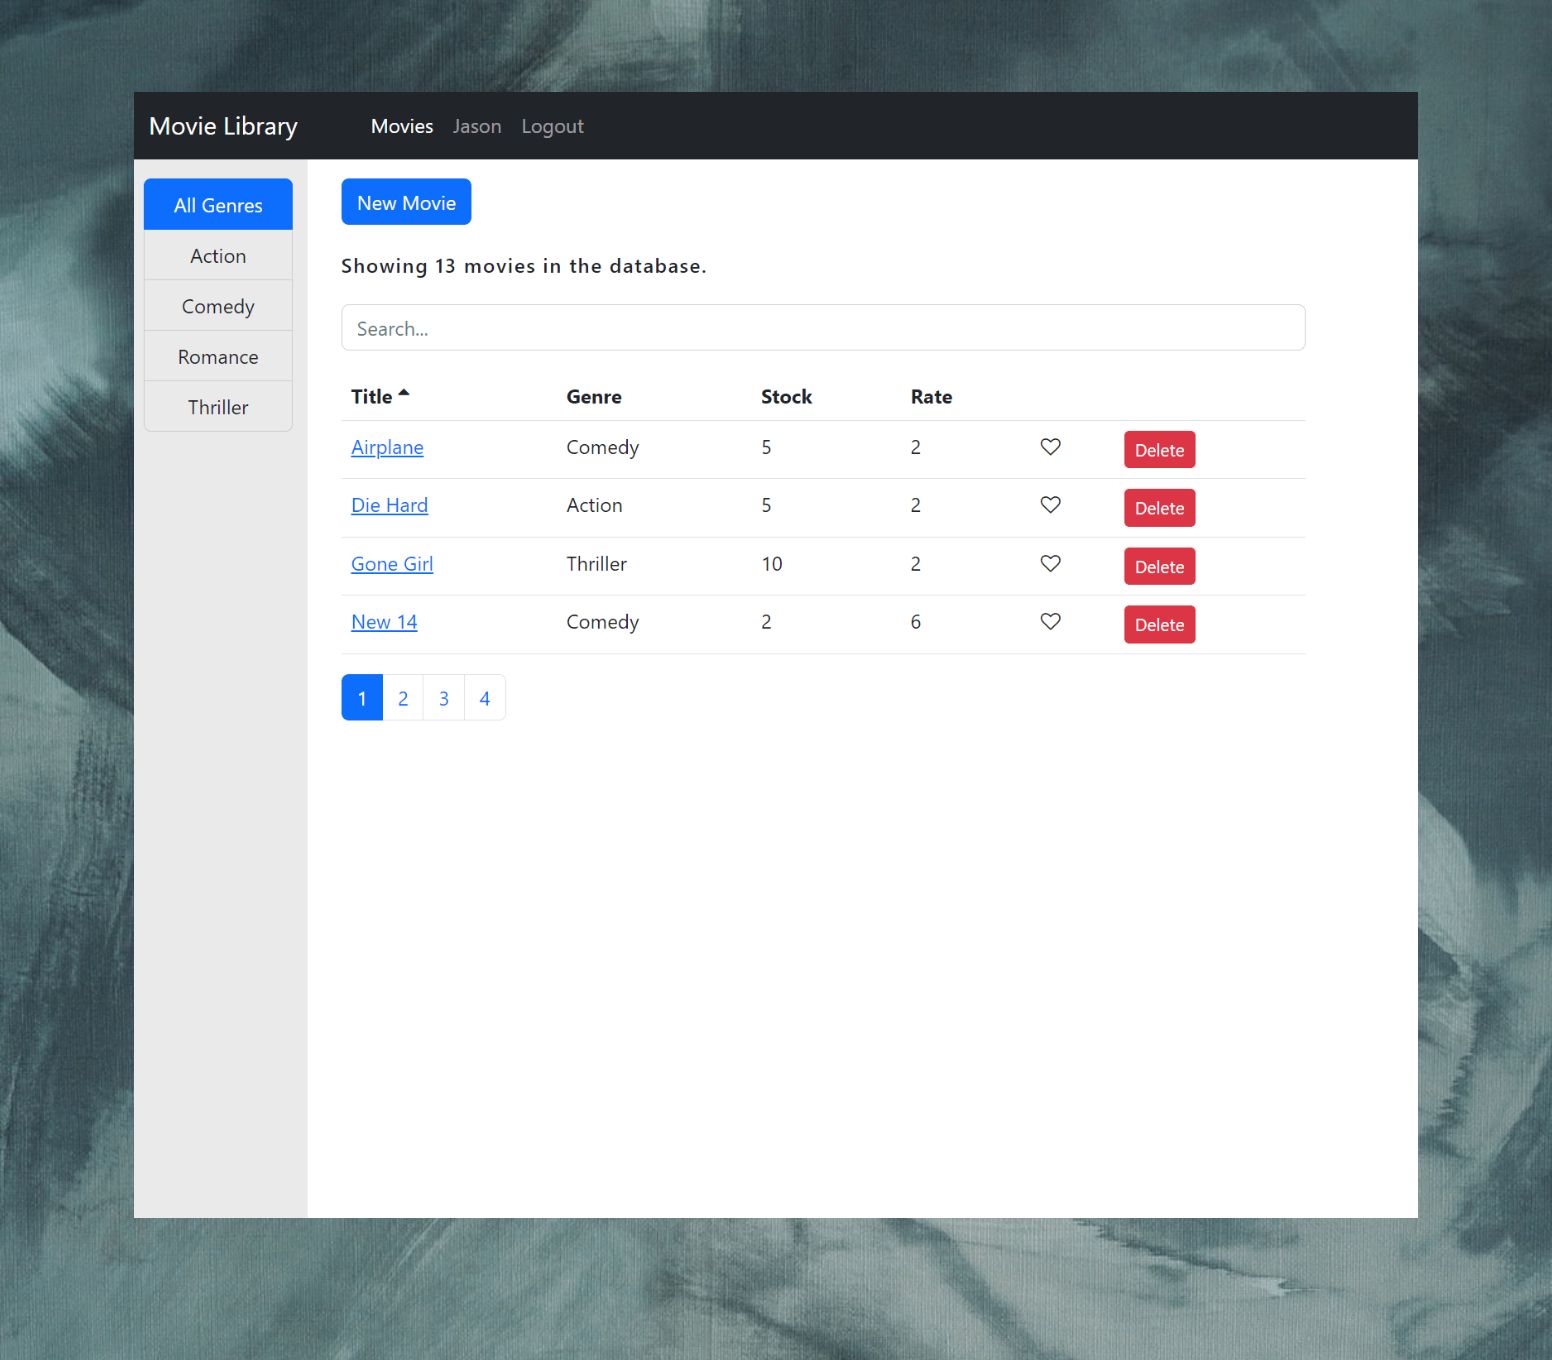 Movie Library Movies Jason Logout
All Genres
Action
Comedy
Romance
Thriller
New Movie
Showing 13 movies in the database.
Search...
Title Genre Stock Rate
Airplane Comedy 5 2 Delete
Die Hard Action 5 2 Delete
Gone Girl Thriller 10 2 Delete
New 14 Comedy 2 6 Delete
1 2 3 4